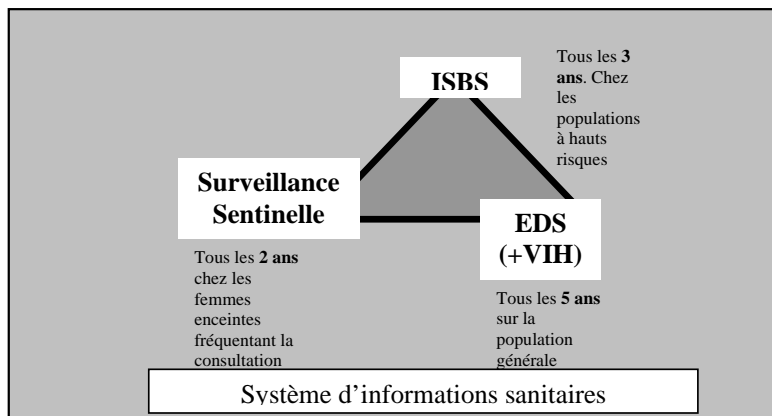 ISBS
Tous les 3
ans. Chez
les
populations
à hauts
risques
Surveillance
Sentinelle
Tous les 2 ans
chez les
femmes
enceintes
fréquentant la
consultation
EDS
(+VIH)
Tous les 5 ans
sur la
population
générale
Système d'informations sanitaires